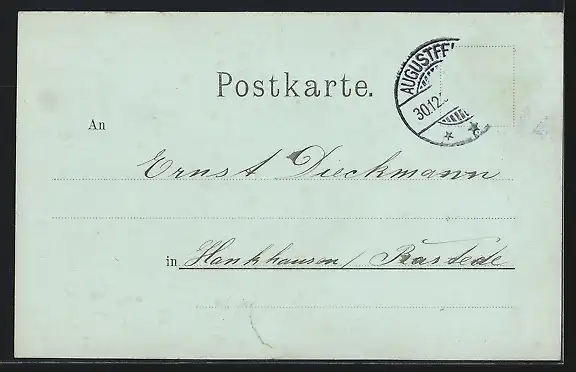 Postkarte.
AUGUSTFE
30.12.
An
Ernst Dieckmann
in Hankhausen / Rastede